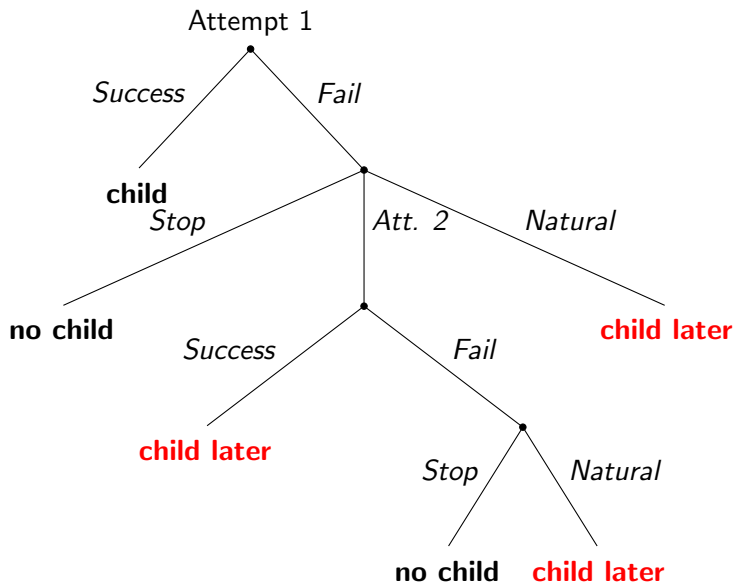 Attempt 1
Success
Fail
child
Stop
Att. 2
Natural
no child
child later
Success
Fail
child later
Stop
Natural
no child
child later